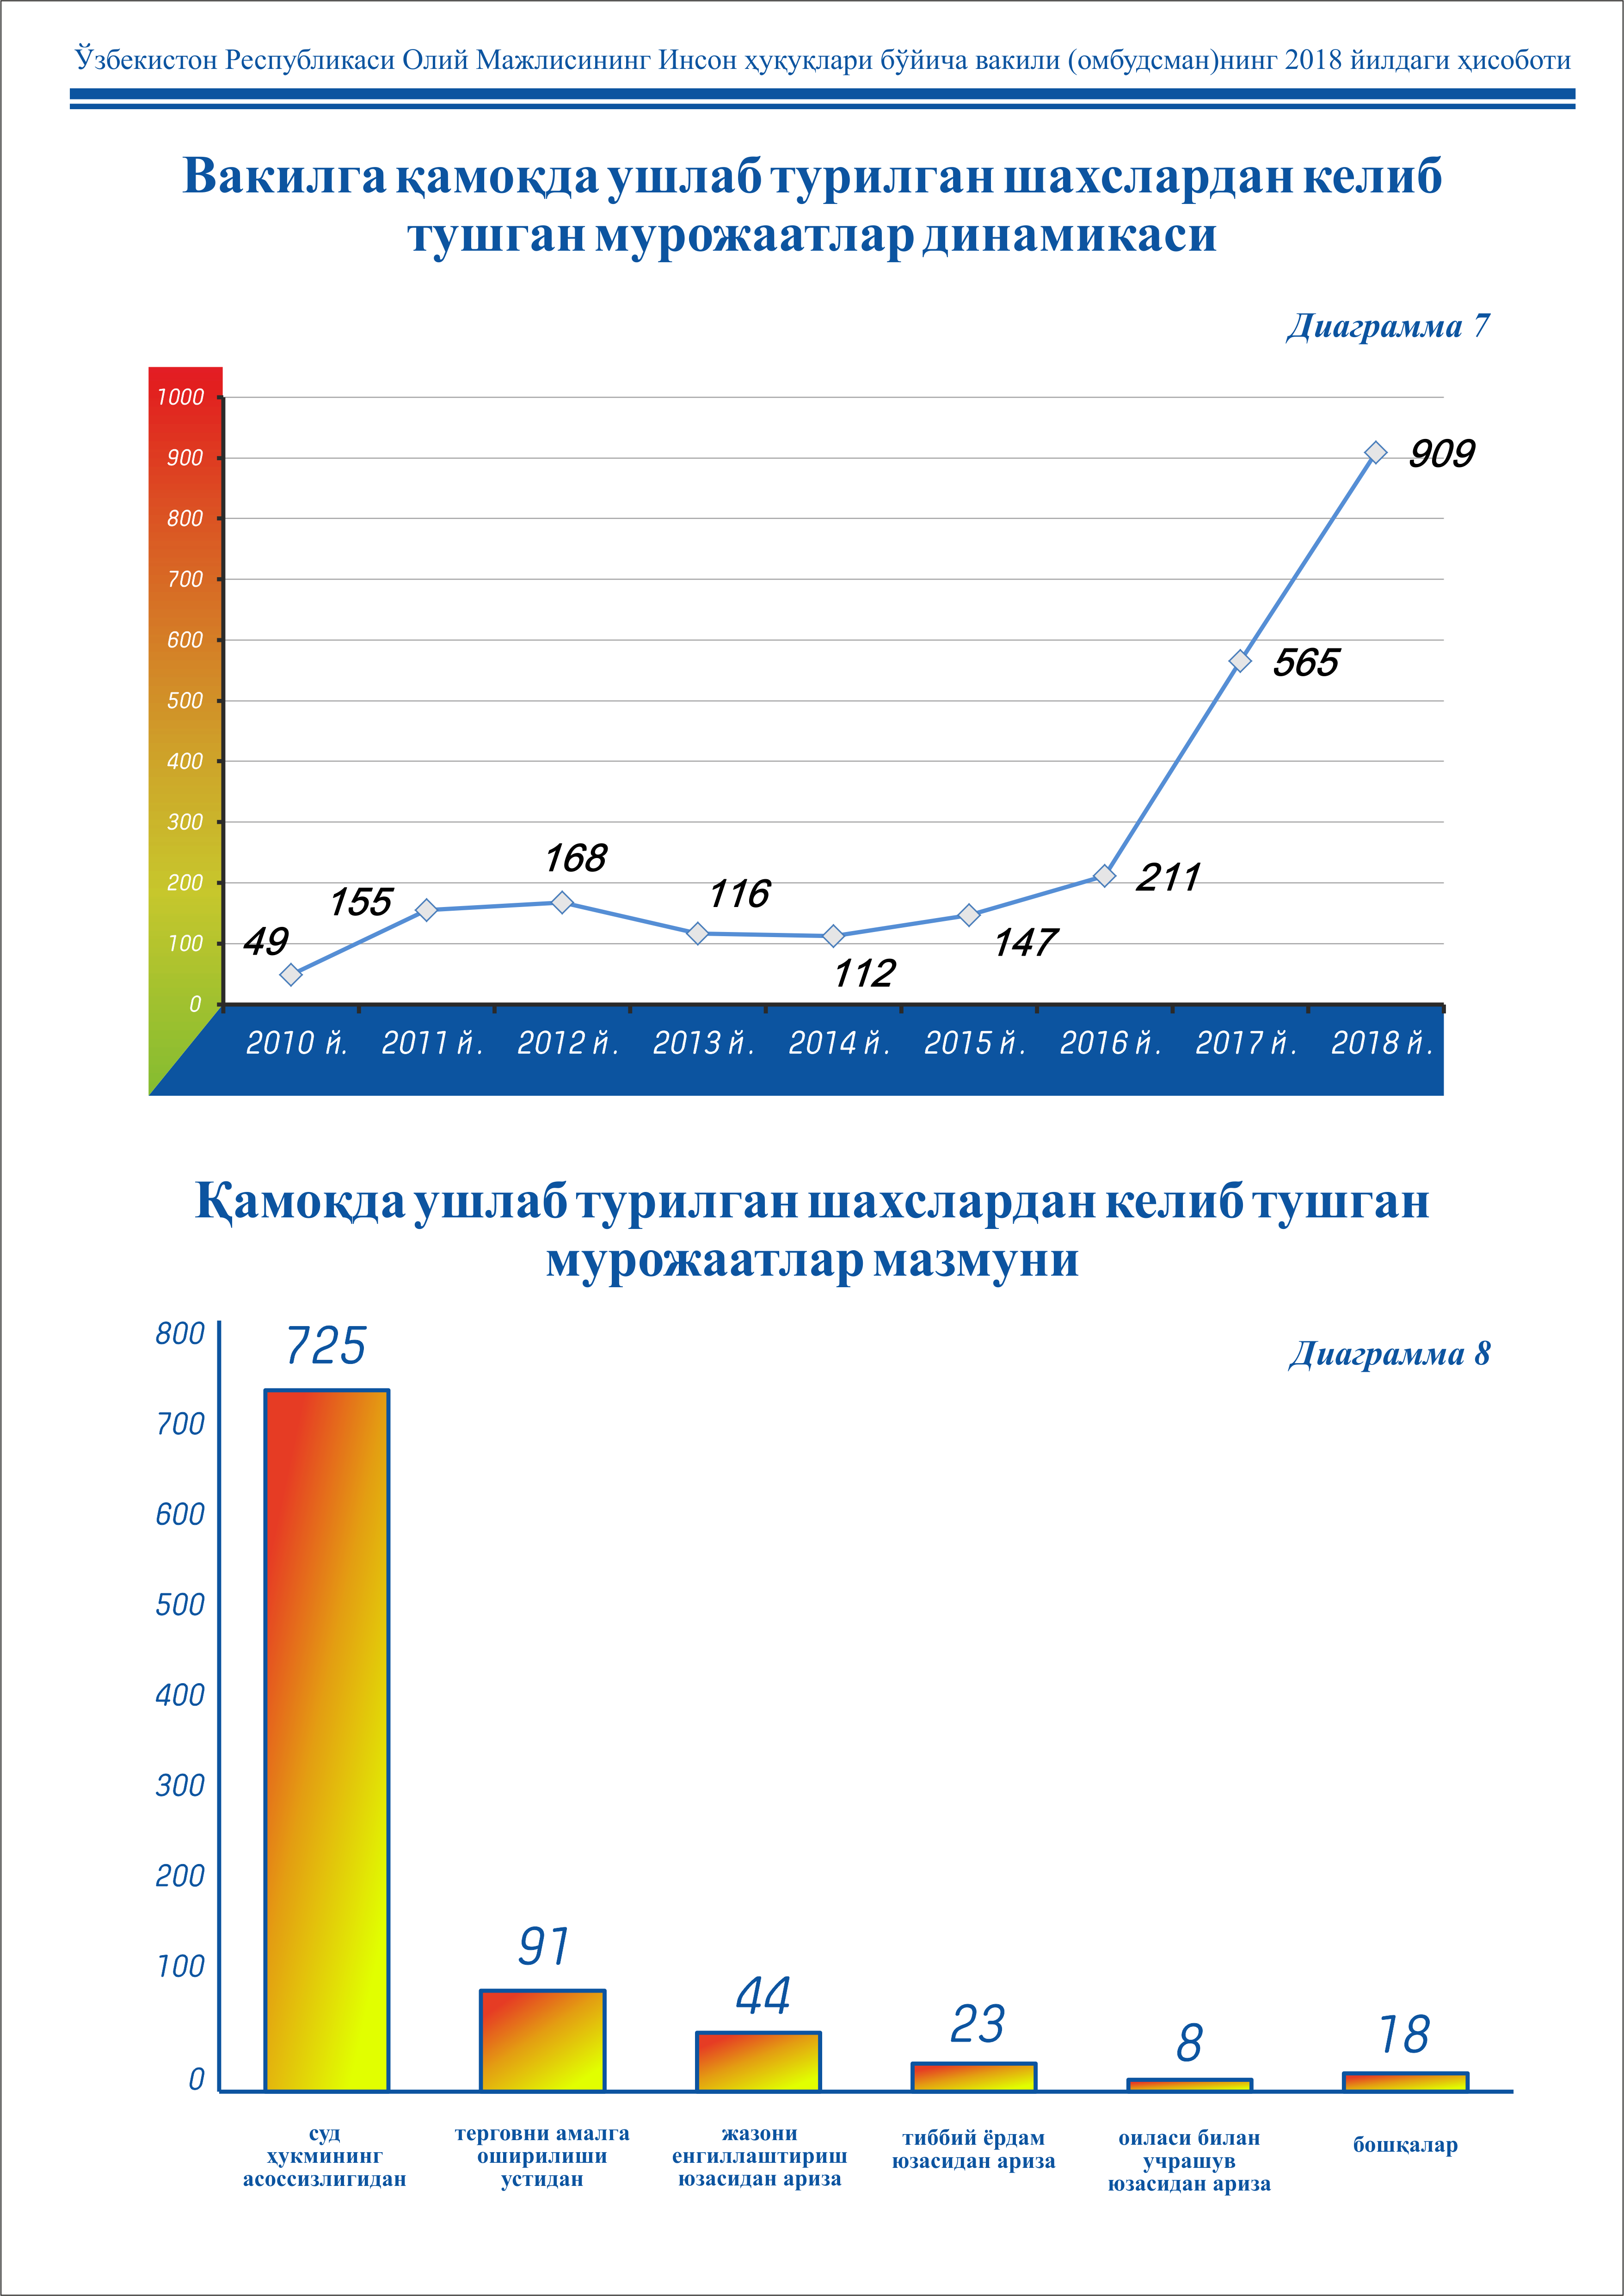 Ўзбекистон Республикаси Олий Мажлисининг Инсон ҳуқуқлари бўйича вакили (омбудсман)нинг 2018 йилдаги ҳисоботи
Вакилга қамоқда ушлаб турилган шахслардан келиб
тушган мурожаатлар динамикаси
Диаграмма 7
1000
900
800
700
600
500
400
300
200
100
0
49
155
168
116
112
147
211
565
909
2010 й.
2011 й.
2012 й.
2013 й.
2014 й.
2015 й.
2016 й.
2017 й.
2018 й.
Қамоқда ушлаб турилган шахслардан келиб тушган
мурожаатлар мазмуни
Диаграмма 8
800
700
600
500
400
300
200
100
0
725
91
44
23
8
18
суд
ҳукмининг
асоссизлигидан
терговни амалга
оширилиши
устидан
жазони
енгиллаштириш
юзасидан ариза
тиббий ёрдам
юзасидан ариза
оиласи билан
учрашув
юзасидан ариза
бошқалар